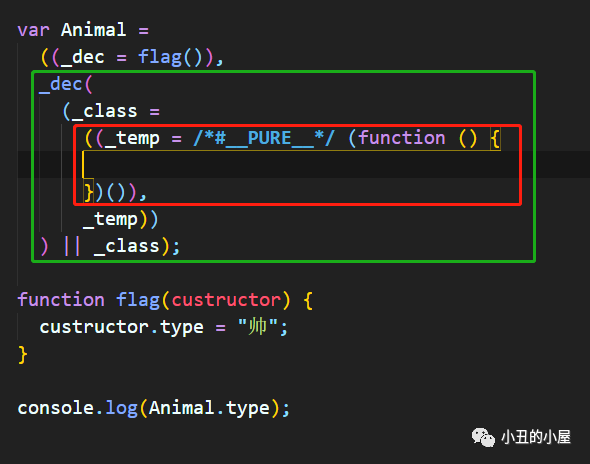 var Animal =
  ((_dec = flag()),
  _dec(
    (_class =
      ((_temp = /*#__PURE__*/ (function () {

      })()),
      _temp))
  ) || _class);

function flag(custructor) {
  custructor.type = "帅";
}

console.log(Animal.type);
小丑的小屋